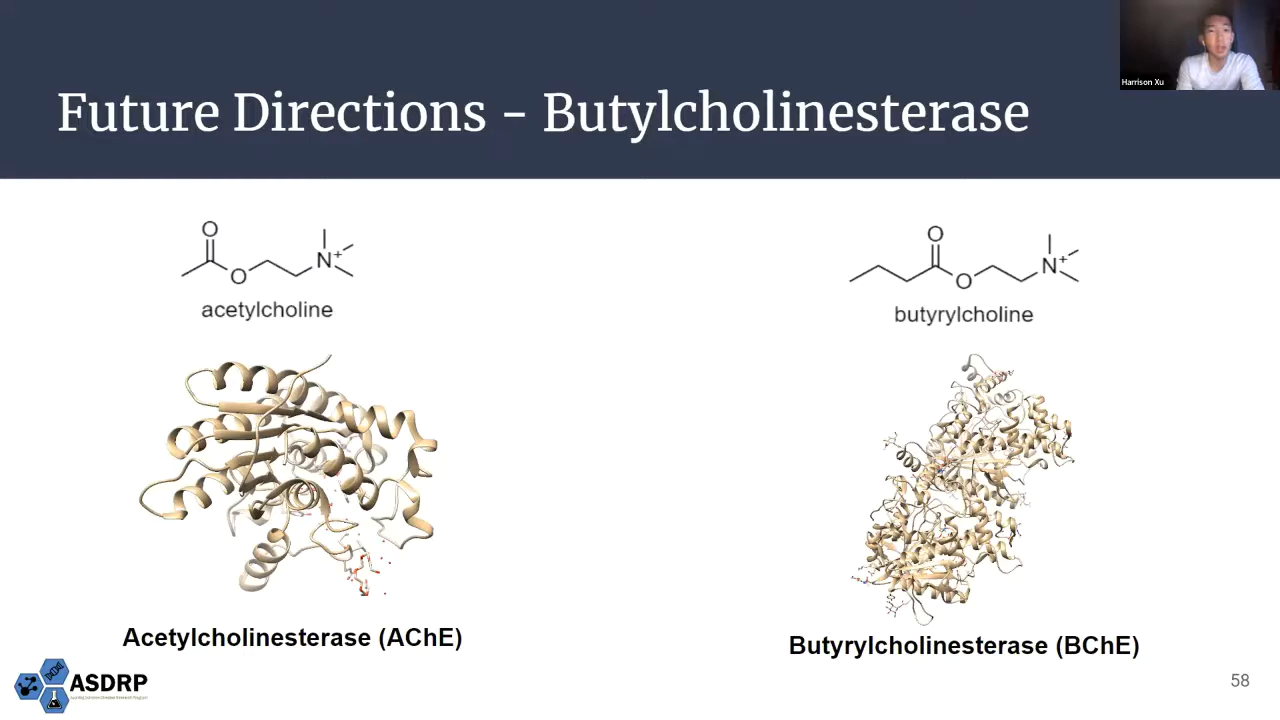 Harrison Xu
Future Directions - Butylcholinesterase
O
N+
O
acetylcholine
O
N+
O
butyrylcholine
Acetylcholinesterase (AChE)
Butyrylcholinesterase (BChE)
ASDRP
58